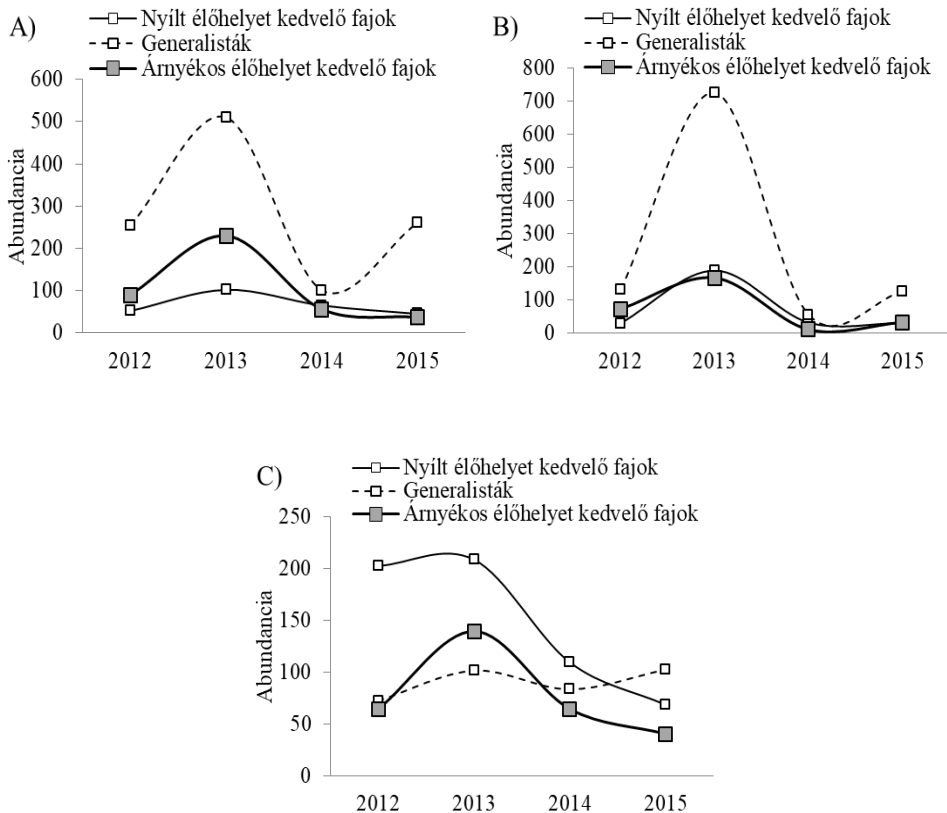 A)
Nyílt élőhelyet kedvelő fajok
Generalisták
Árnyékos élőhelyet kedvelő fajok
Abundancia
600
500
400
300
200
100
0
2012 2013 2014 2015
B)
Nyílt élőhelyet kedvelő fajok
Generalisták
Árnyékos élőhelyet kedvelő fajok
Abundancia
800
700
600
500
400
300
200
100
0
2012 2013 2014 2015
C)
Nyílt élőhelyet kedvelő fajok
Generalisták
Árnyékos élőhelyet kedvelő fajok
Abundancia
250
200
150
100
50
0
2012 2013 2014 2015